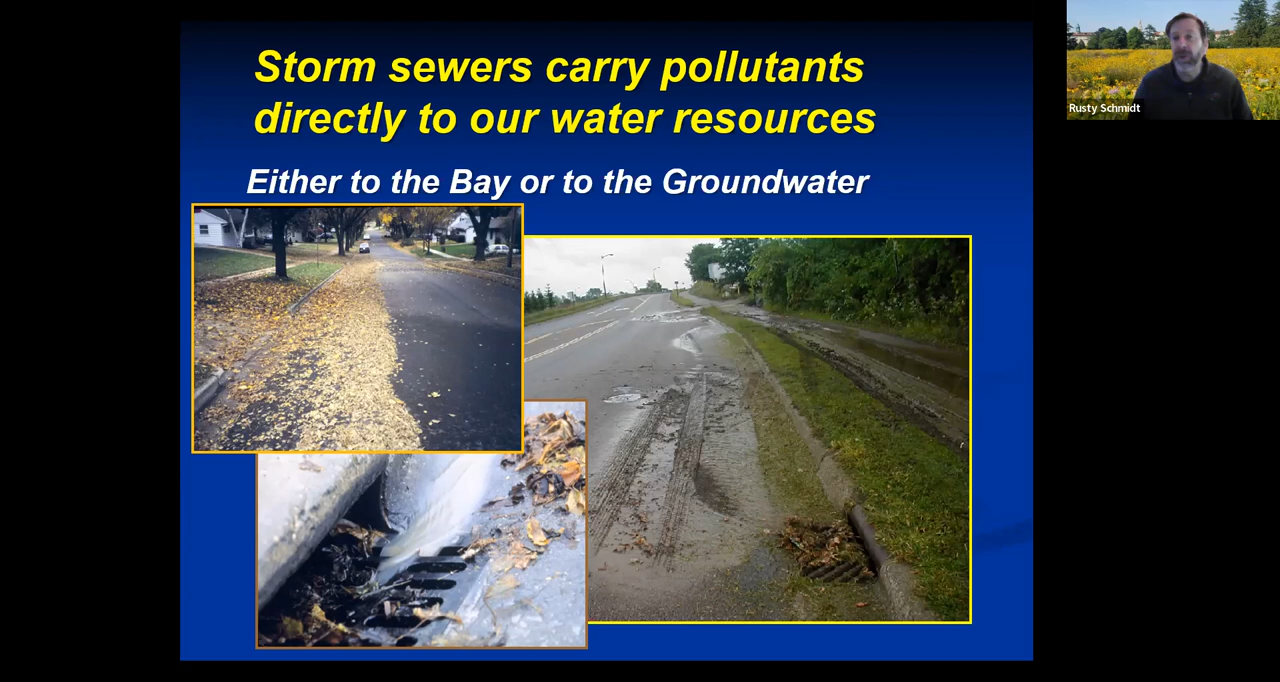 Storm sewers carry pollutants
directly to our water resources
Either to the Bay or to the Groundwater
Rusty Schmidt